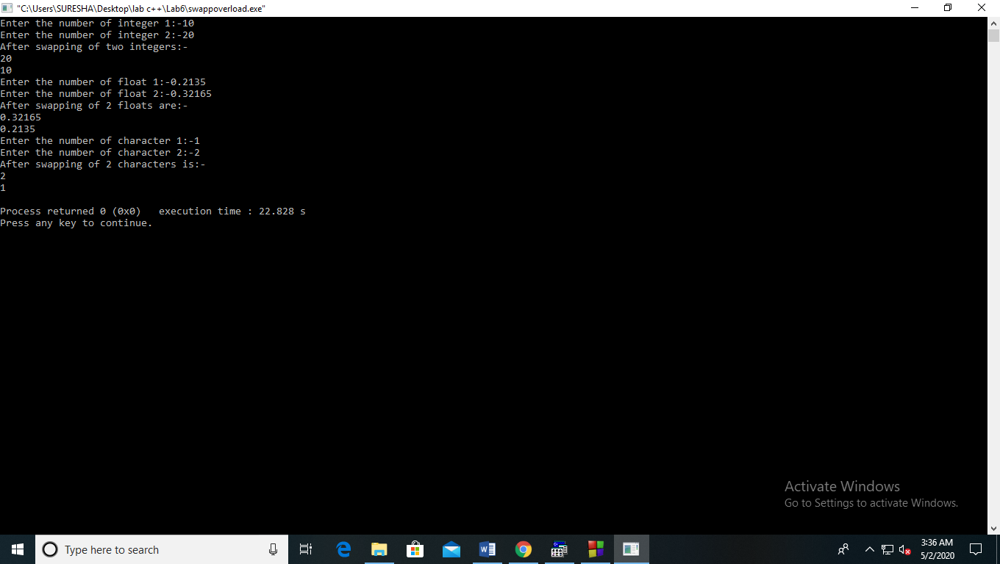 "C:\Users\SURESHA\Desktop\lab c++\Lab6\swappoverload.exe"
Enter the number of integer 1:-10
Enter the number of integer 2:-20
After swapping of two integers:-
20
10
Enter the number of float 1:-0.2135
Enter the number of float 2:-0.32165
After swapping of 2 floats are:-
0.32165
0.2135
Enter the number of character 1:-1
Enter the number of character 2:-2
After swapping of 2 characters is:-
2
1
Process returned 0 (0x0)   execution time : 22.828 s
Press any key to continue.
Activate Windows
Go to Settings to activate Windows.
Type here to search
3:36 AM
5/2/2020